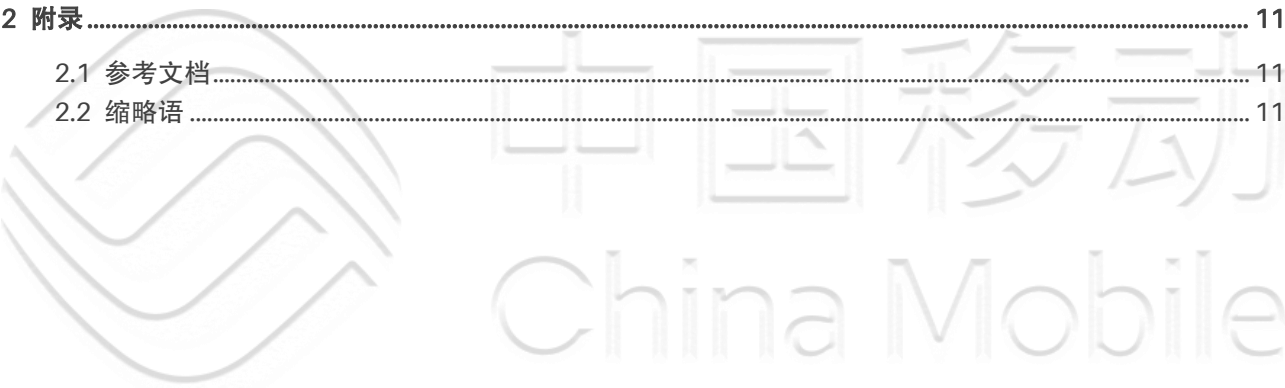 2 附录 ........ 11
2.1 参考文档 ........ 11
2.2 缩略语 ........ 11
中国移动
China Mobile